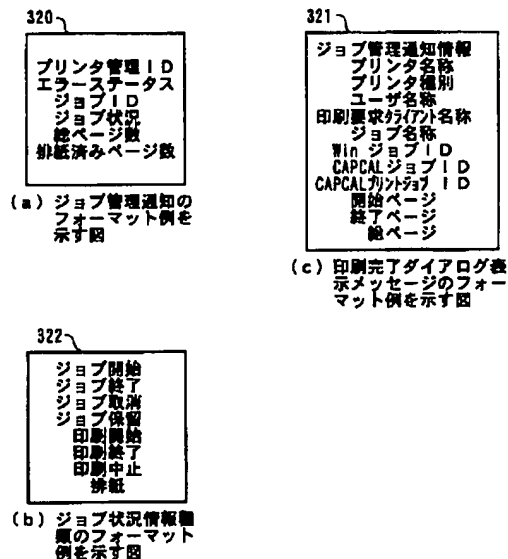 320
プリンタ管理ID
エラーステータス
ジョブID
ジョブ状況
総ページ数
排紙済みページ数
(a) ジョブ管理通知の
フォーマット例を
示す図
321
ジョブ管理通知情報
プリンタ名称
プリンタ種別
ユーザ名称
印刷要求クライアント名称
ジョブ名称
Win ジョブID
CAPCALジョブID
CAPCALプリントジョブ ID
開始ページ
終了ページ
総ページ
(c) 印刷完了ダイアログ表
示メッセージのフォー
マット例を示す図
322
ジョブ開始
ジョブ終了
ジョブ取消
ジョブ保留
印刷開始
印刷終了
印刷中止
排紙
(b) ジョブ状況情報種
類のフォーマット
例を示す図